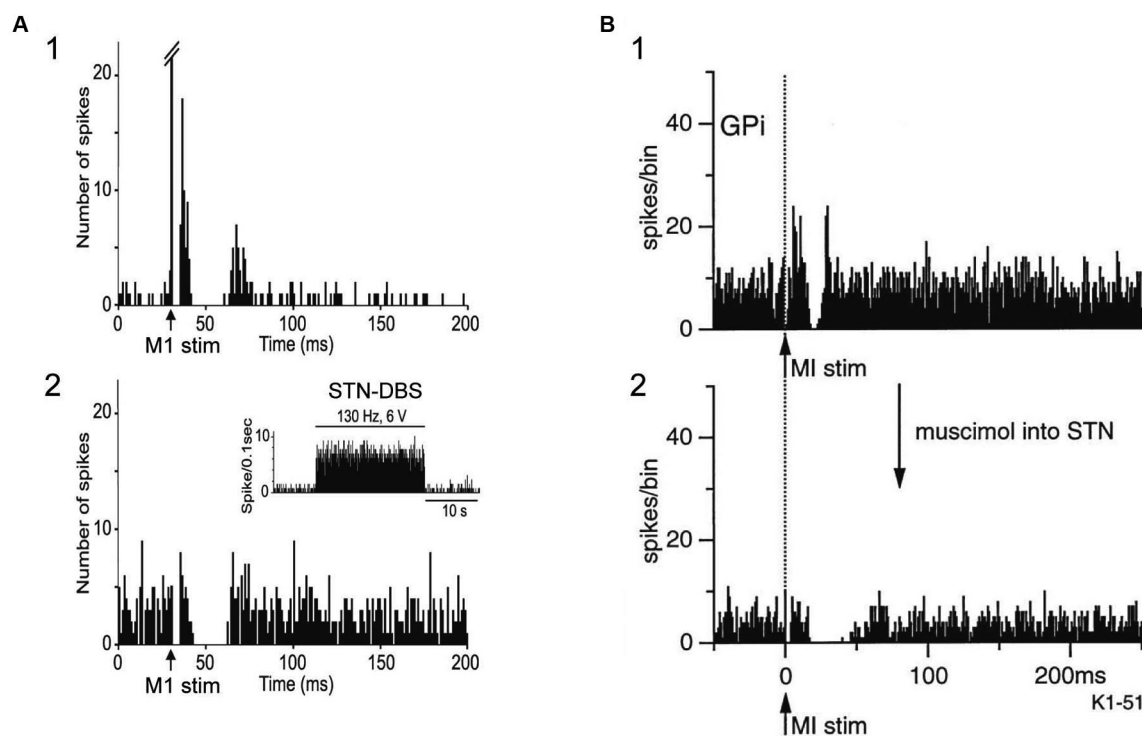 A
1
Number of spikes
20
10
0
0 50 100 150 200
M1 stim
Time (ms)
2
STN-DBS
130 Hz, 6 V
Spike/0.1sec
10
0
10 s
Number of spikes
20
10
0
0 50 100 150 200
M1 stim
Time (ms)
B
1
GPi
spikes/bin
40
20
0
MI stim
muscimol into STN
2
spikes/bin
40
20
0
0 100 200ms
K1-51
MI stim